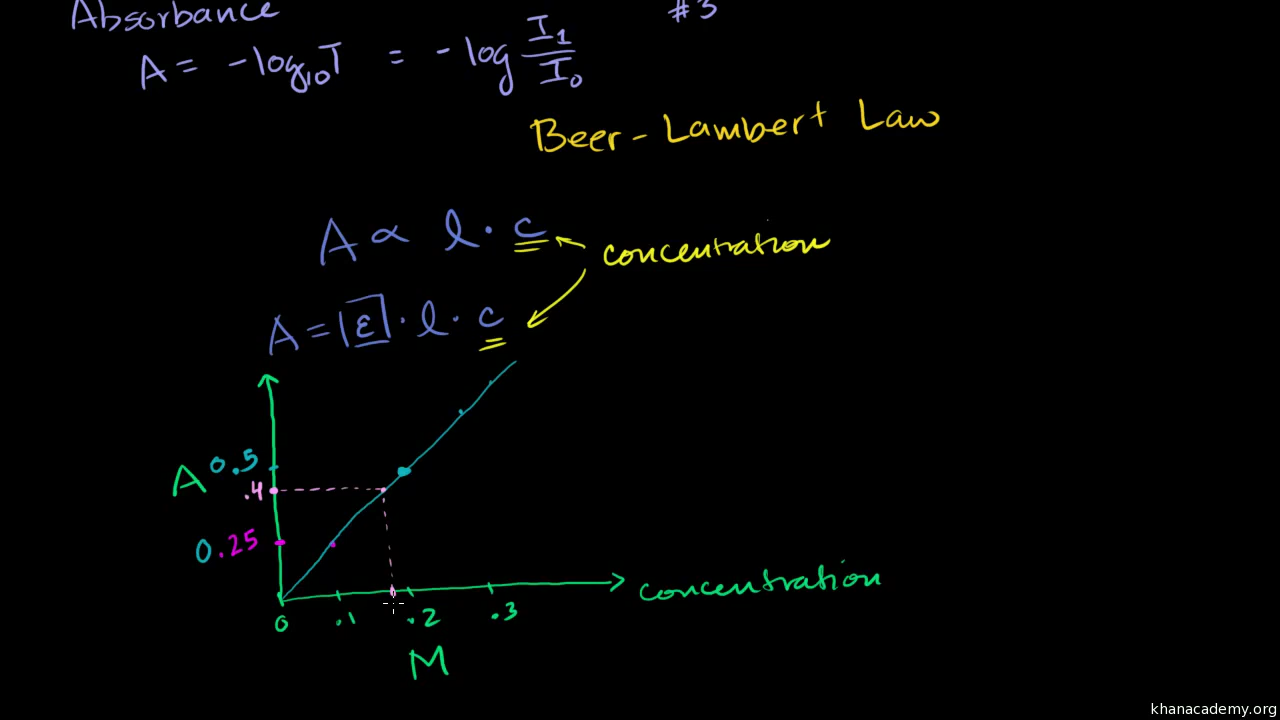 Absorbance
#3
A = -log₁₀T = -log I₁/I₀
Beer-Lambert Law
A ∝ l · c
concentration
A = ε · l · c
A
0.5
.4
0.25
0 .1 .2 .3
concentration
M
khanacademy.org